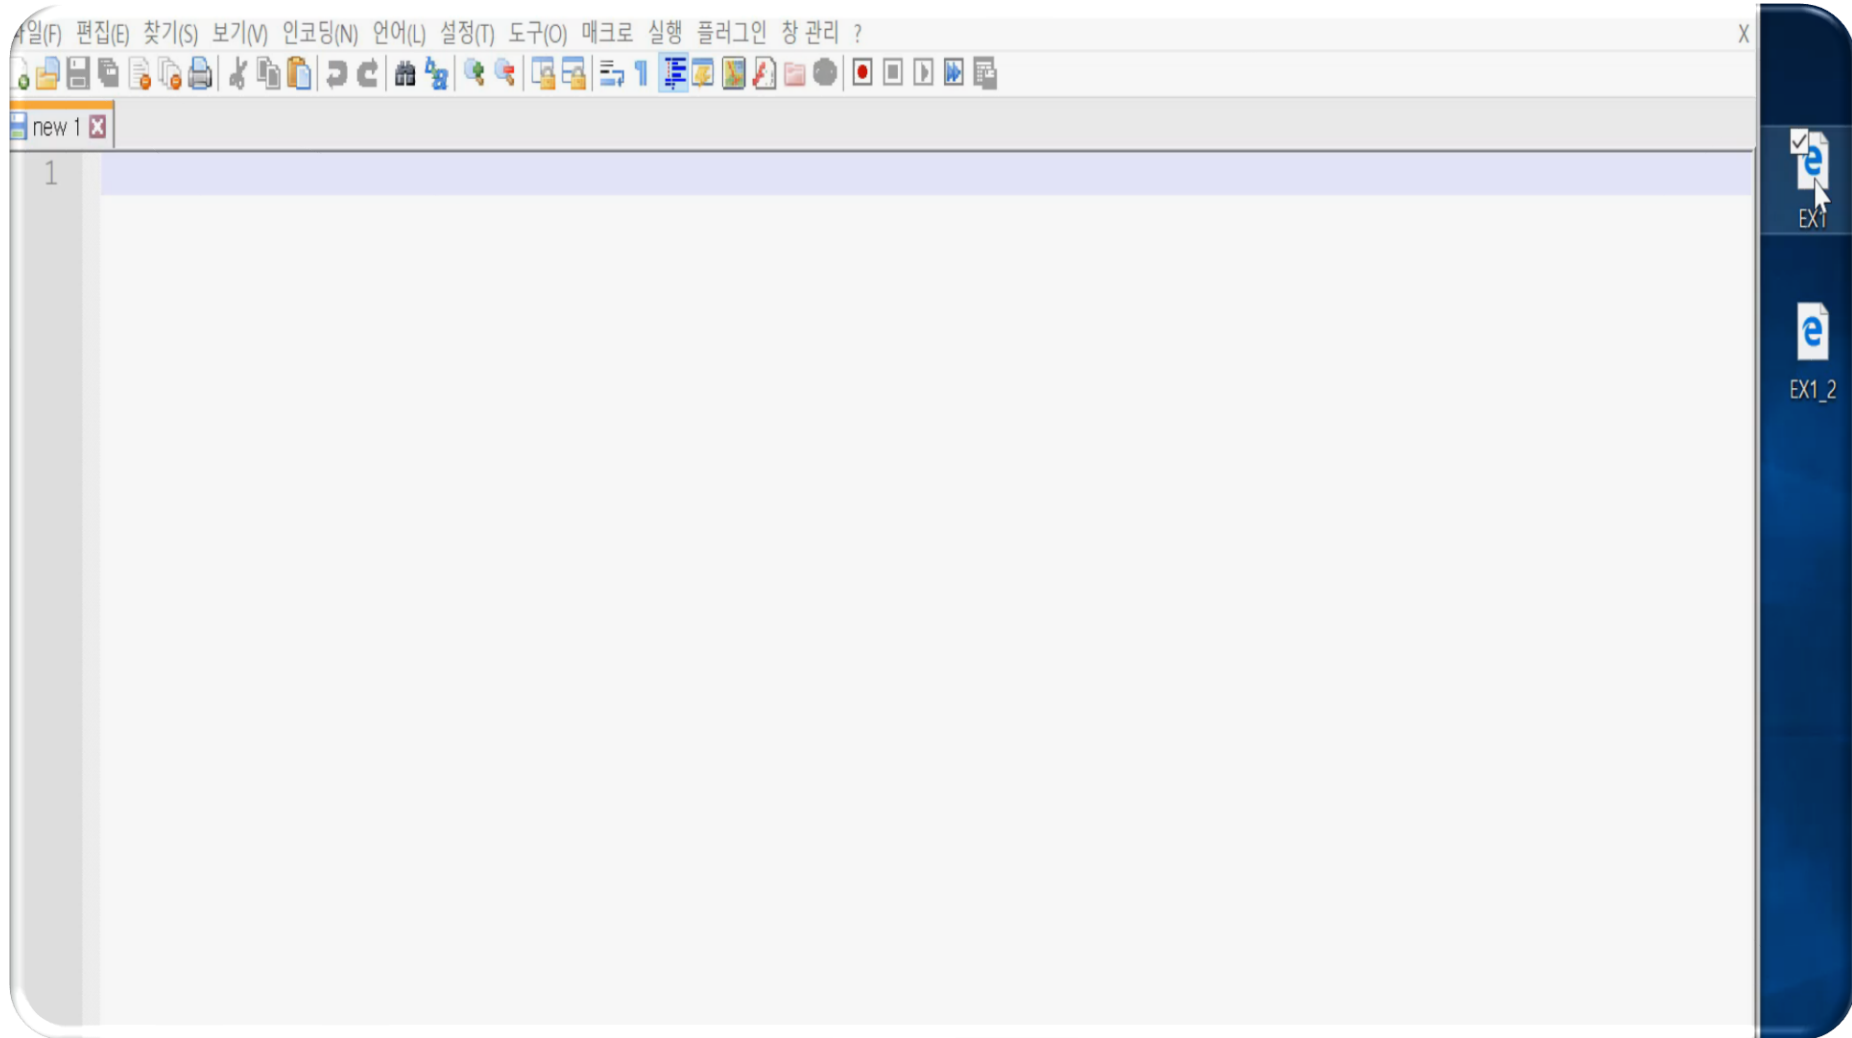 파일(F) 편집(E) 찾기(S) 보기(V) 인코딩(N) 언어(L) 설정(T) 도구(O) 매크로 실행 플러그인 창 관리 ? X
new 1
1
EX1
EX1_2